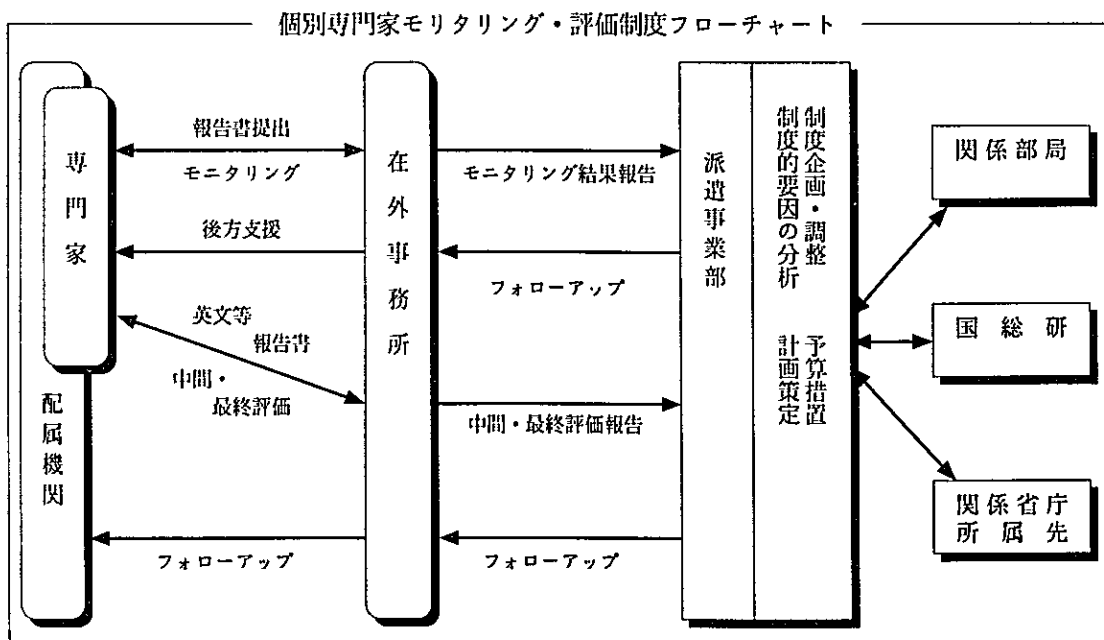 個別専門家モリタリング・評価制度フローチャート
専門家
配属機関
報告書提出
モニタリング
後方支援
英文等
報告書
中間・
最終評価
フォローアップ
在外事務所
モニタリング結果報告
フォローアップ
中間・最終評価報告
フォローアップ
派遣事業部
制度企画・調整
制度的要因の分析
予算措置
計画策定
関係部局
国総研
関係省庁
所属先